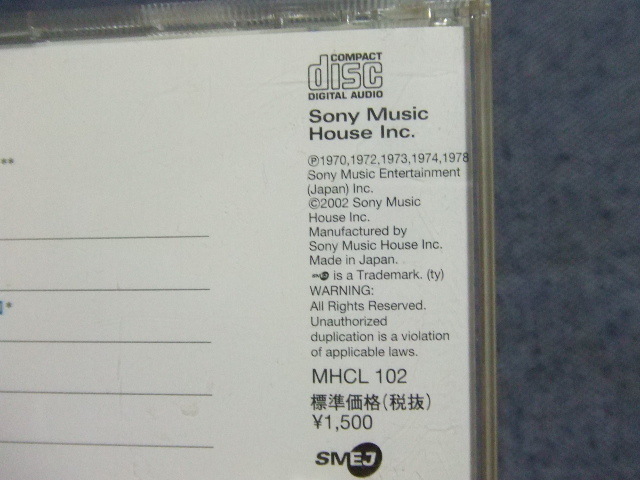 COMPACT
disc
DIGITAL AUDIO
Sony Music
House Inc.
℗1970,1972,1973,1974,1978
Sony Music Entertainment
(Japan) Inc.
©2002 Sony Music
House Inc.
Manufactured by
Sony Music House Inc.
Made in Japan.
SMEJ is a Trademark. (ty)
WARNING:
All Rights Reserved.
Unauthorized
duplication is a violation
of applicable laws.
MHCL 102
標準価格(税抜)
¥1,500
SMEJ